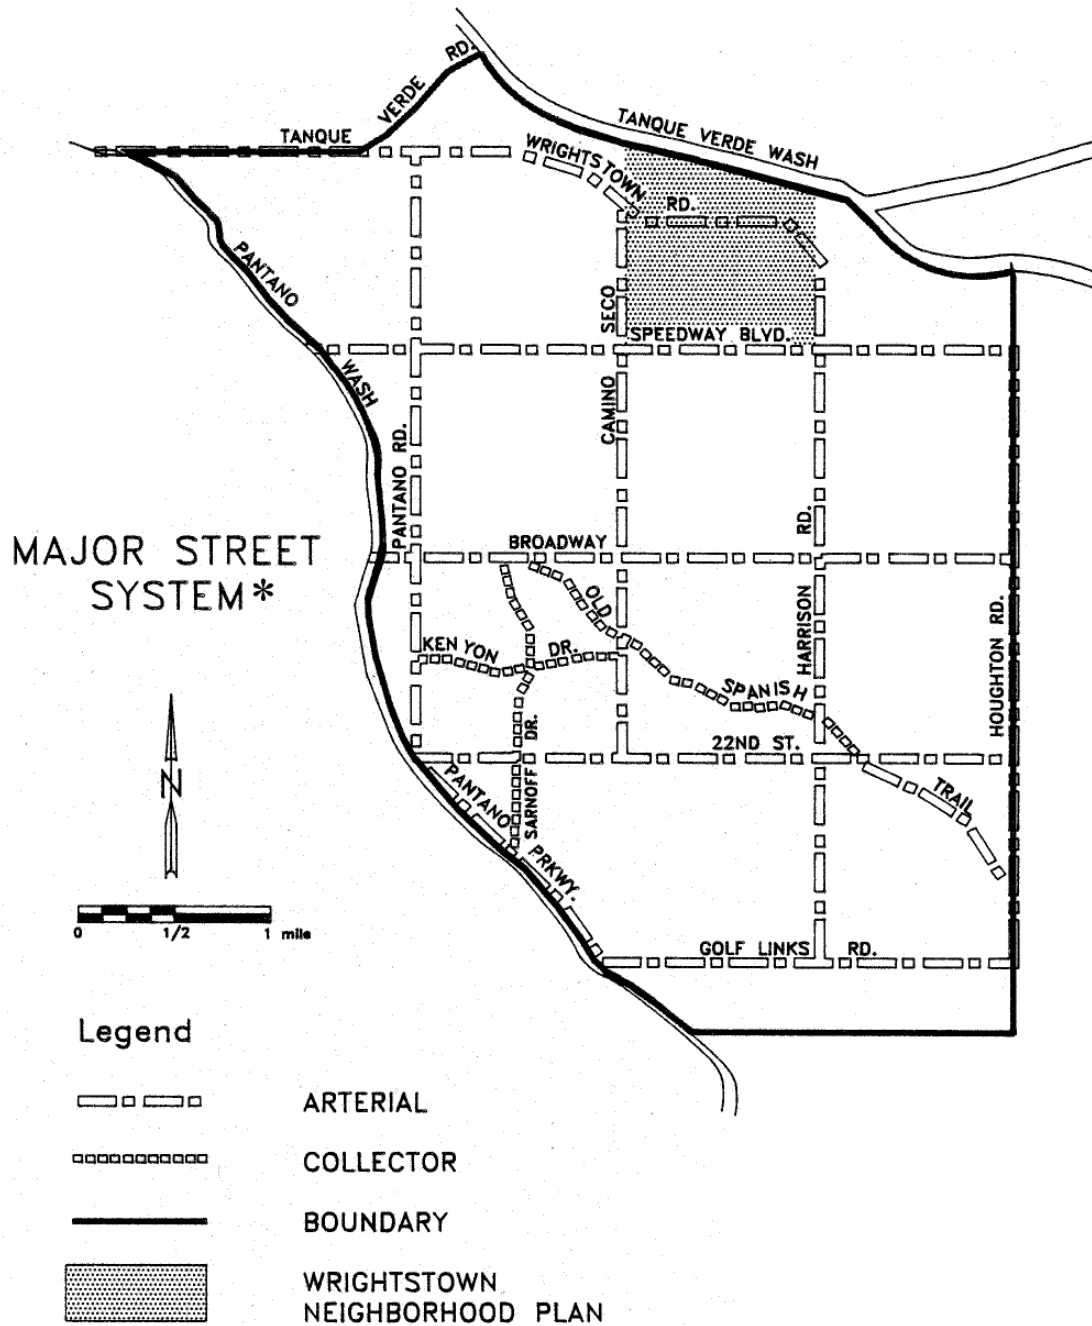 RD.
VERDE
TANQUE
TANQUE VERDE WASH
WRIGHTSTOWN
RD.
PANTANO
WASH
SECO
CAMINO
SPEEDWAY BLVD.
PANTANO RD.
BROADWAY
RD.
HARRISON
HOUGHTON RD.
MAJOR STREET
SYSTEM*
OLD
SPANISH
TRAIL
KENYON
DR.
22ND ST.
SARNOFF DR.
PANTANO
PRKWY.
GOLF LINKS RD.
N
0 1/2 1 mile
Legend
ARTERIAL
COLLECTOR
BOUNDARY
WRIGHTSTOWN
NEIGHBORHOOD PLAN